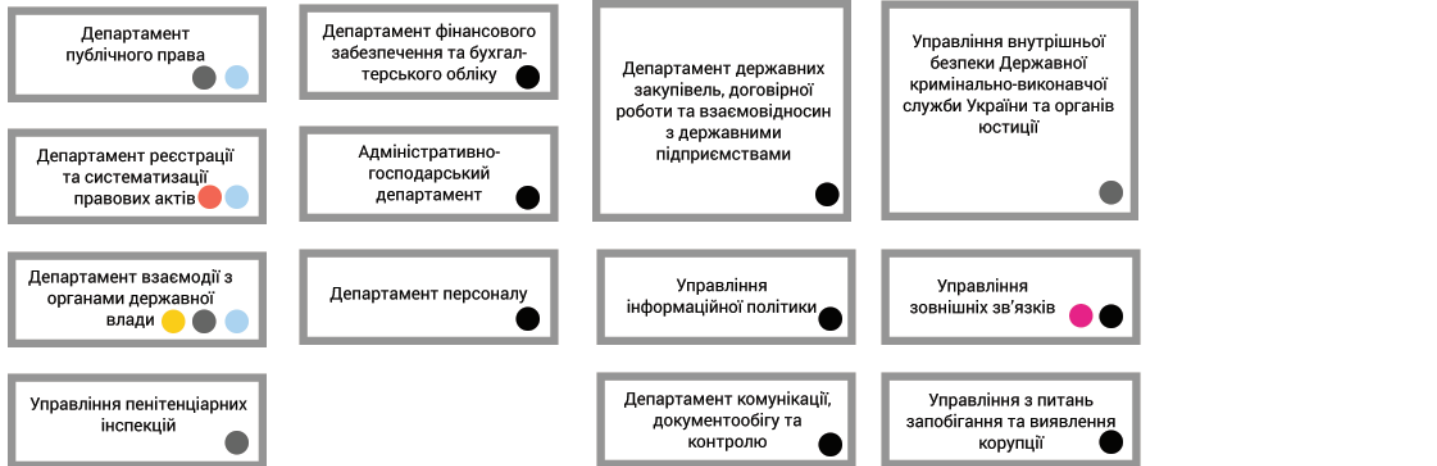 Департамент
публічного права
Департамент реєстрації
та систематизації
правових актів
Департамент взаємодії з
органами державної
влади
Управління пенітенціарних
інспекцій
Департамент фінансового
забезпечення та бухгал-
терського обліку
Адміністративно-
господарський
департамент
Департамент персоналу
Департамент державних
закупівель, договірної
роботи та взаємовідносин
з державними
підприємствами
Управління
інформаційної політики
Департамент комунікації,
документообігу та
контролю
Управління внутрішньої
безпеки Державної
кримінально-виконавчої
служби України та органів
юстиції
Управління
зовнішніх зв’язків
Управління з питань
запобігання та виявлення
корупції